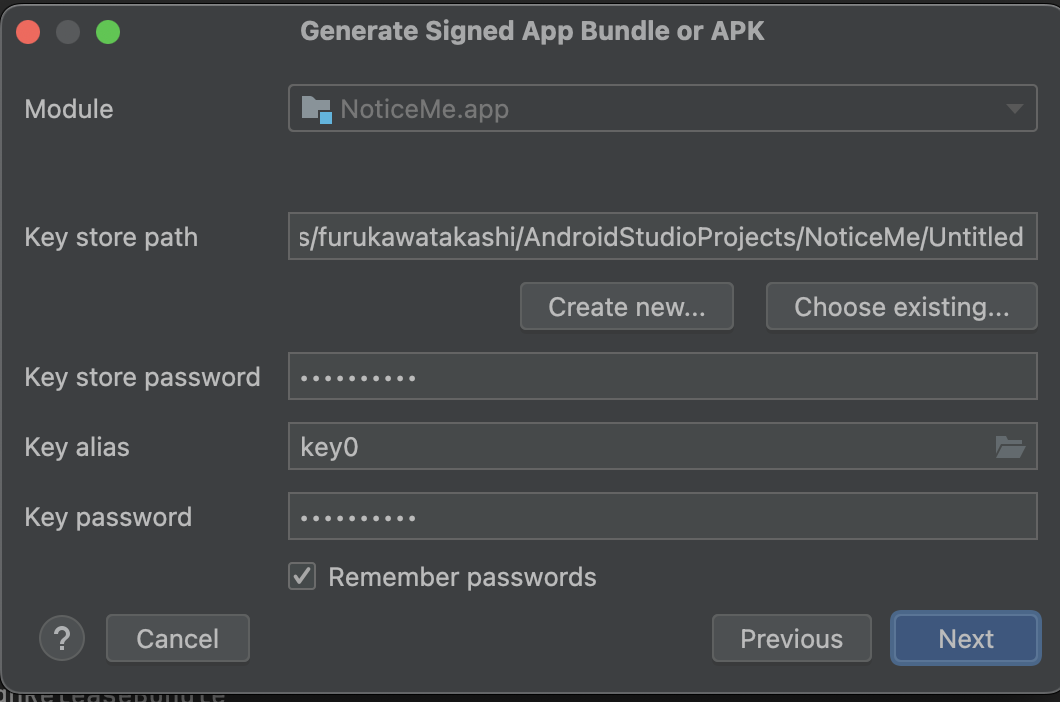 Generate Signed App Bundle or APK
Module NoticeMe.app
Key store path s/furukawatakashi/AndroidStudioProjects/NoticeMe/Untitled
Create new... Choose existing...
Key store password ••••••••••
Key alias key0
Key password ••••••••••
Remember passwords
? Cancel Previous Next